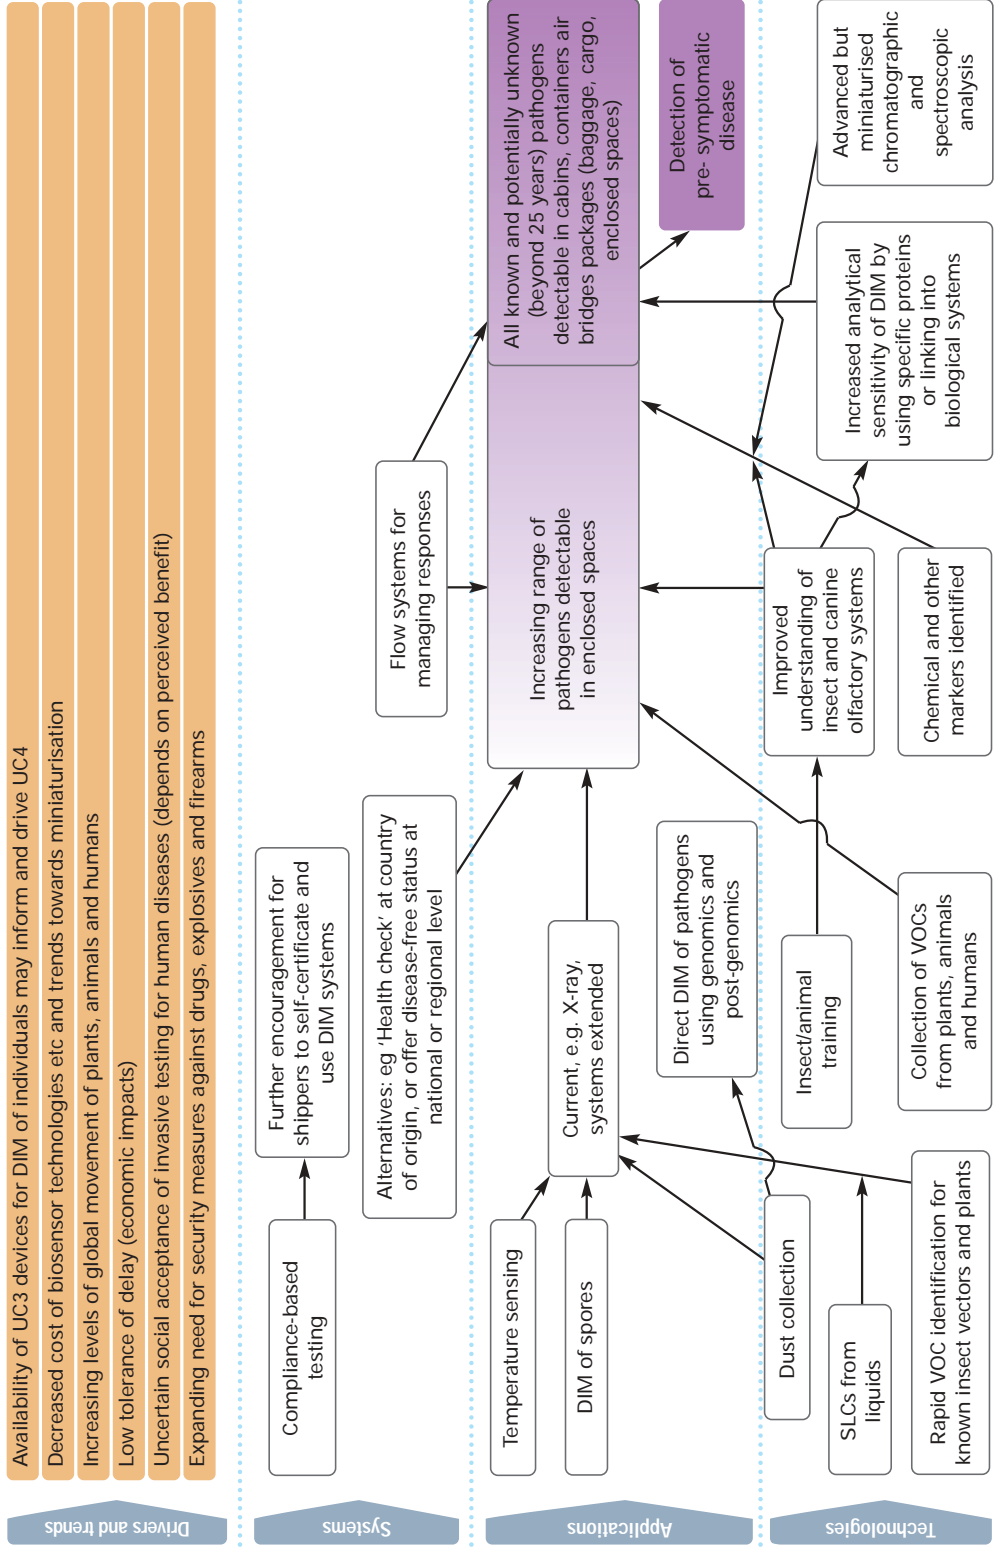 Drivers and trends
Availability of UC3 devices for DIM of individuals may inform and drive UC4
Decreased cost of biosensor technologies etc and trends towards miniaturisation
Increasing levels of global movement of plants, animals and humans
Low tolerance of delay (economic impacts)
Uncertain social acceptance of invasive testing for human diseases (depends on perceived benefit)
Expanding need for security measures against drugs, explosives and firearms
Systems
Compliance-based
testing
Further encouragement for
shippers to self-certificate and
use DIM systems
Alternatives: eg ‘Health check’ at country
of origin, or offer disease-free status at
national or regional level
Flow systems for
managing responses
Applications
Temperature sensing
DIM of spores
Current, e.g. X-ray,
systems extended
Direct DIM of pathogens
using genomics and
post-genomics
Increasing range of
pathogens detectable
in enclosed spaces
All known and potentially unknown
(beyond 25 years) pathogens
detectable in cabins, containers air
bridges packages (baggage, cargo,
enclosed spaces)
Detection of
pre- symptomatic
disease
Technologies
Dust collection
SLCs from
liquids
Rapid VOC identification for
known insect vectors and plants
Insect/animal
training
Collection of VOCs
from plants, animals
and humans
Improved
understanding of
insect and canine
olfactory systems
Chemical and other
markers identified
Increased analytical
sensitivity of DIM by
using specific proteins
or linking into
biological systems
Advanced but
miniaturised
chromatographic
and
spectroscopic
analysis